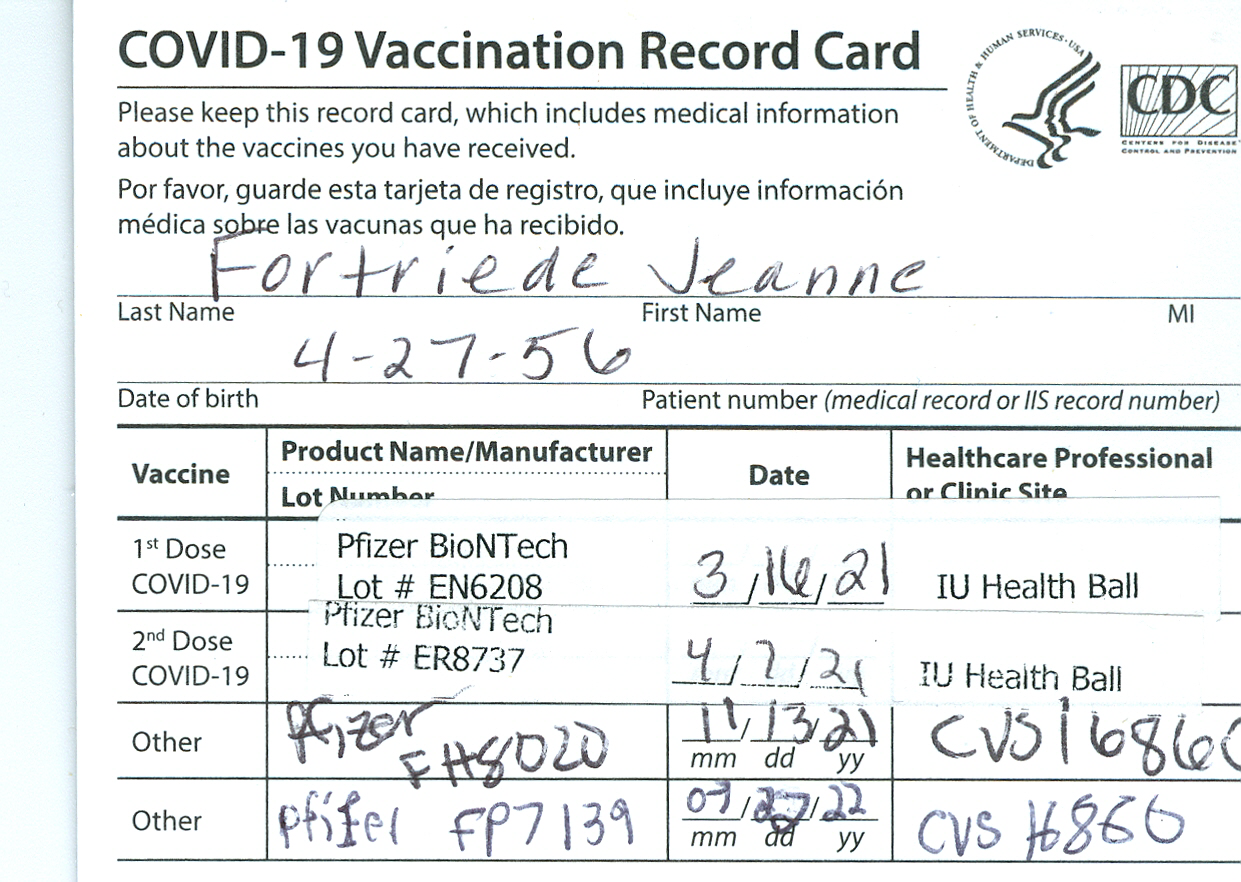 COVID-19 Vaccination Record Card
DEPARTMENT OF HEALTH & HUMAN SERVICES · USA
CDC
CENTERS FOR DISEASE
CONTROL AND PREVENTION
Please keep this record card, which includes medical information
about the vaccines you have received.
Por favor, guarde esta tarjeta de registro, que incluye información
médica sobre las vacunas que ha recibido.
Fortriede Jeanne
Last Name First Name MI
4-27-56
Date of birth Patient number (medical record or IIS record number)
Vaccine Product Name/Manufacturer Date Healthcare Professional
Lot Number or Clinic Site
1st Dose Pfizer BioNTech 3/16/21 IU Health Ball
COVID-19 Lot # EN6208
2nd Dose Pfizer BioNTech 4/7/21 IU Health Ball
COVID-19 Lot # ER8737
Other Pfizer FH8020 11/13/21 CVS 16860
mm dd yy
Other pfifer FP7139 22 CVS 16860
mm dd yy